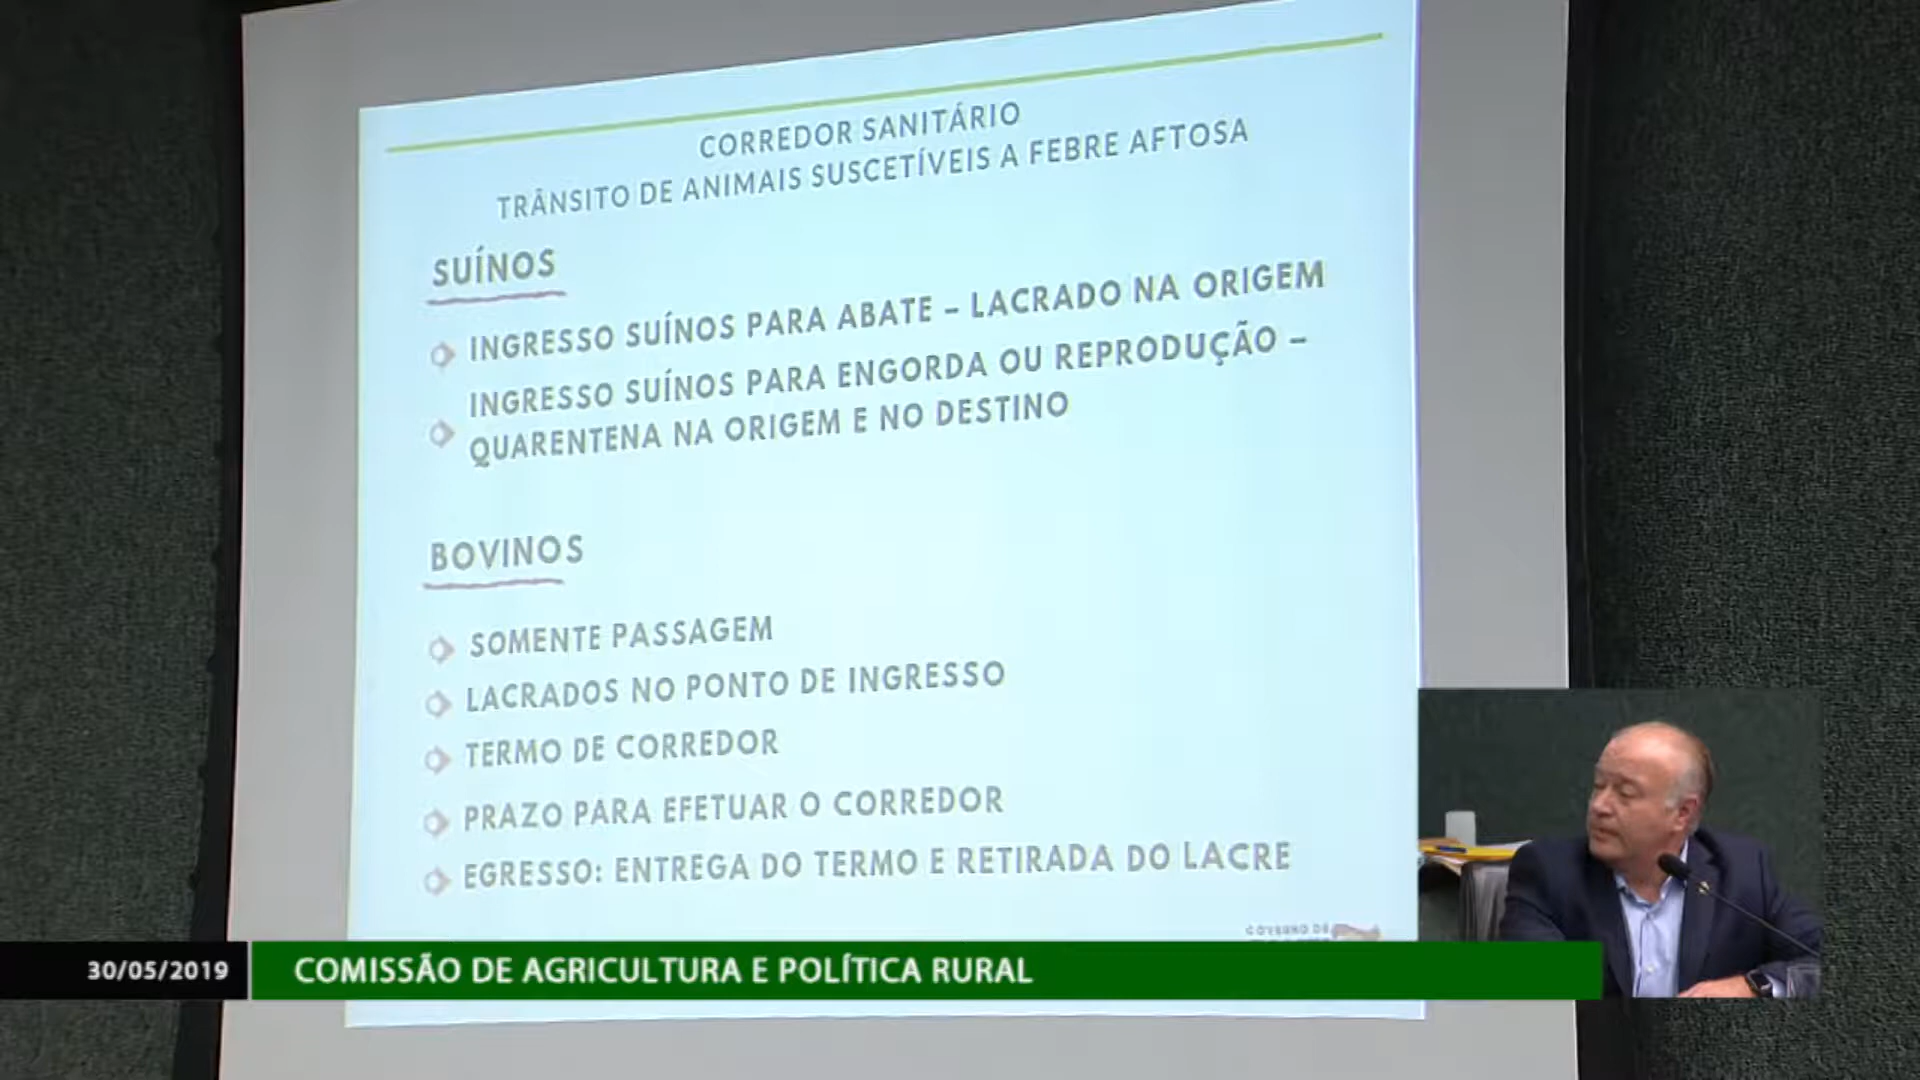 CORREDOR SANITÁRIO
TRÂNSITO DE ANIMAIS SUSCETÍVEIS A FEBRE AFTOSA
SUÍNOS
INGRESSO SUÍNOS PARA ABATE – LACRADO NA ORIGEM
INGRESSO SUÍNOS PARA ENGORDA OU REPRODUÇÃO –
QUARENTENA NA ORIGEM E NO DESTINO
BOVINOS
SOMENTE PASSAGEM
LACRADOS NO PONTO DE INGRESSO
TERMO DE CORREDOR
PRAZO PARA EFETUAR O CORREDOR
EGRESSO: ENTREGA DO TERMO E RETIRADA DO LACRE
GOVERNO DE
30/05/2019
COMISSÃO DE AGRICULTURA E POLÍTICA RURAL